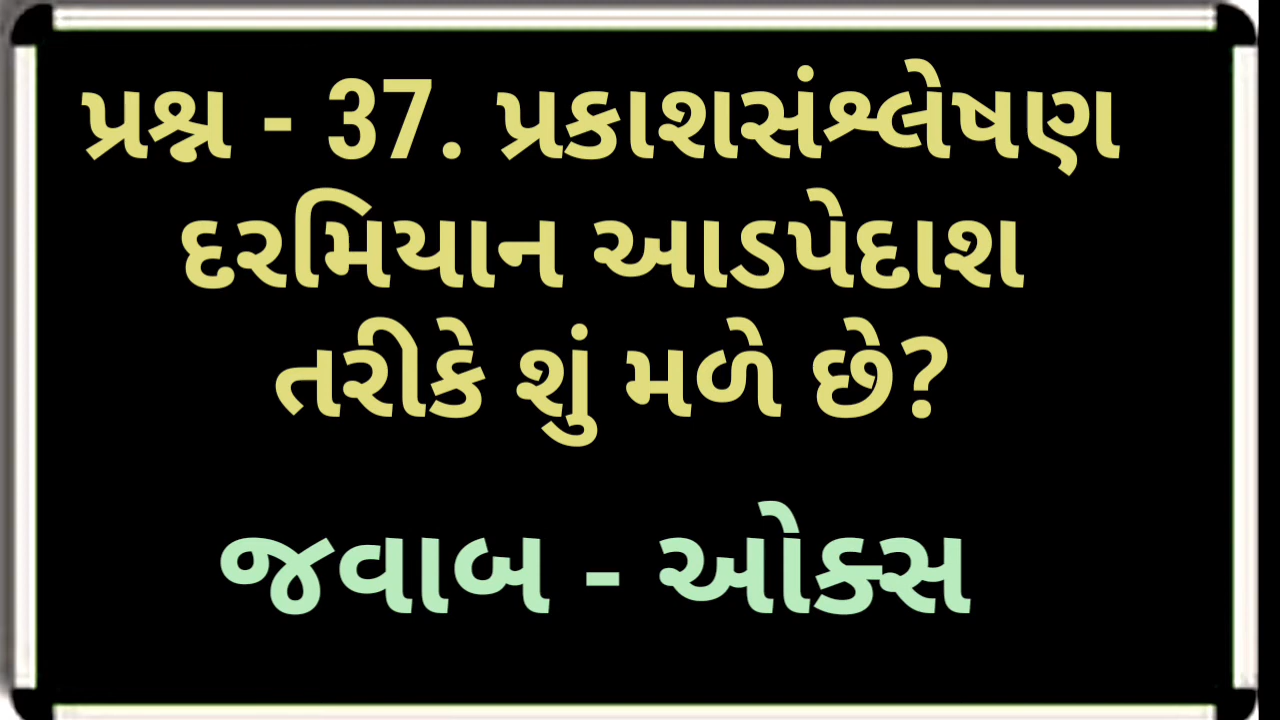 પ્રશ્ન - 37. પ્રકાશસંશ્લેષણ
દરમિયાન આડપેદાશ
તરીકે શું મળે છે?
જવાબ - ઓક્સ